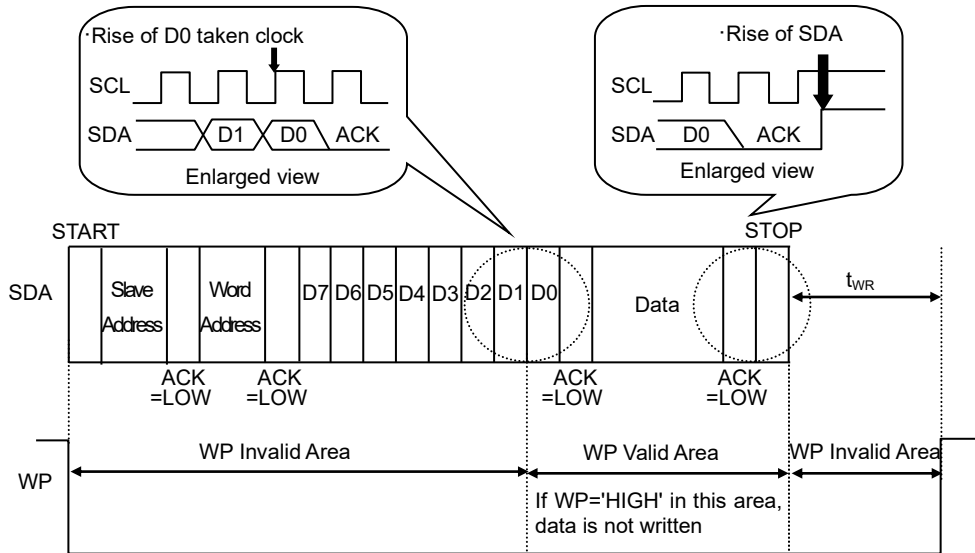 ·Rise of D0 taken clock
SCL
SDA
D1
D0
ACK
Enlarged view
·Rise of SDA
SCL
SDA
D0
ACK
Enlarged view
START
STOP
SDA
Slave
Address
Word
Address
D7
D6
D5
D4
D3
D2
D1
D0
Data
tWR
ACK
=LOW
ACK
=LOW
ACK
=LOW
ACK
=LOW
WP
WP Invalid Area
WP Valid Area
WP Invalid Area
If WP='HIGH' in this area,
data is not written